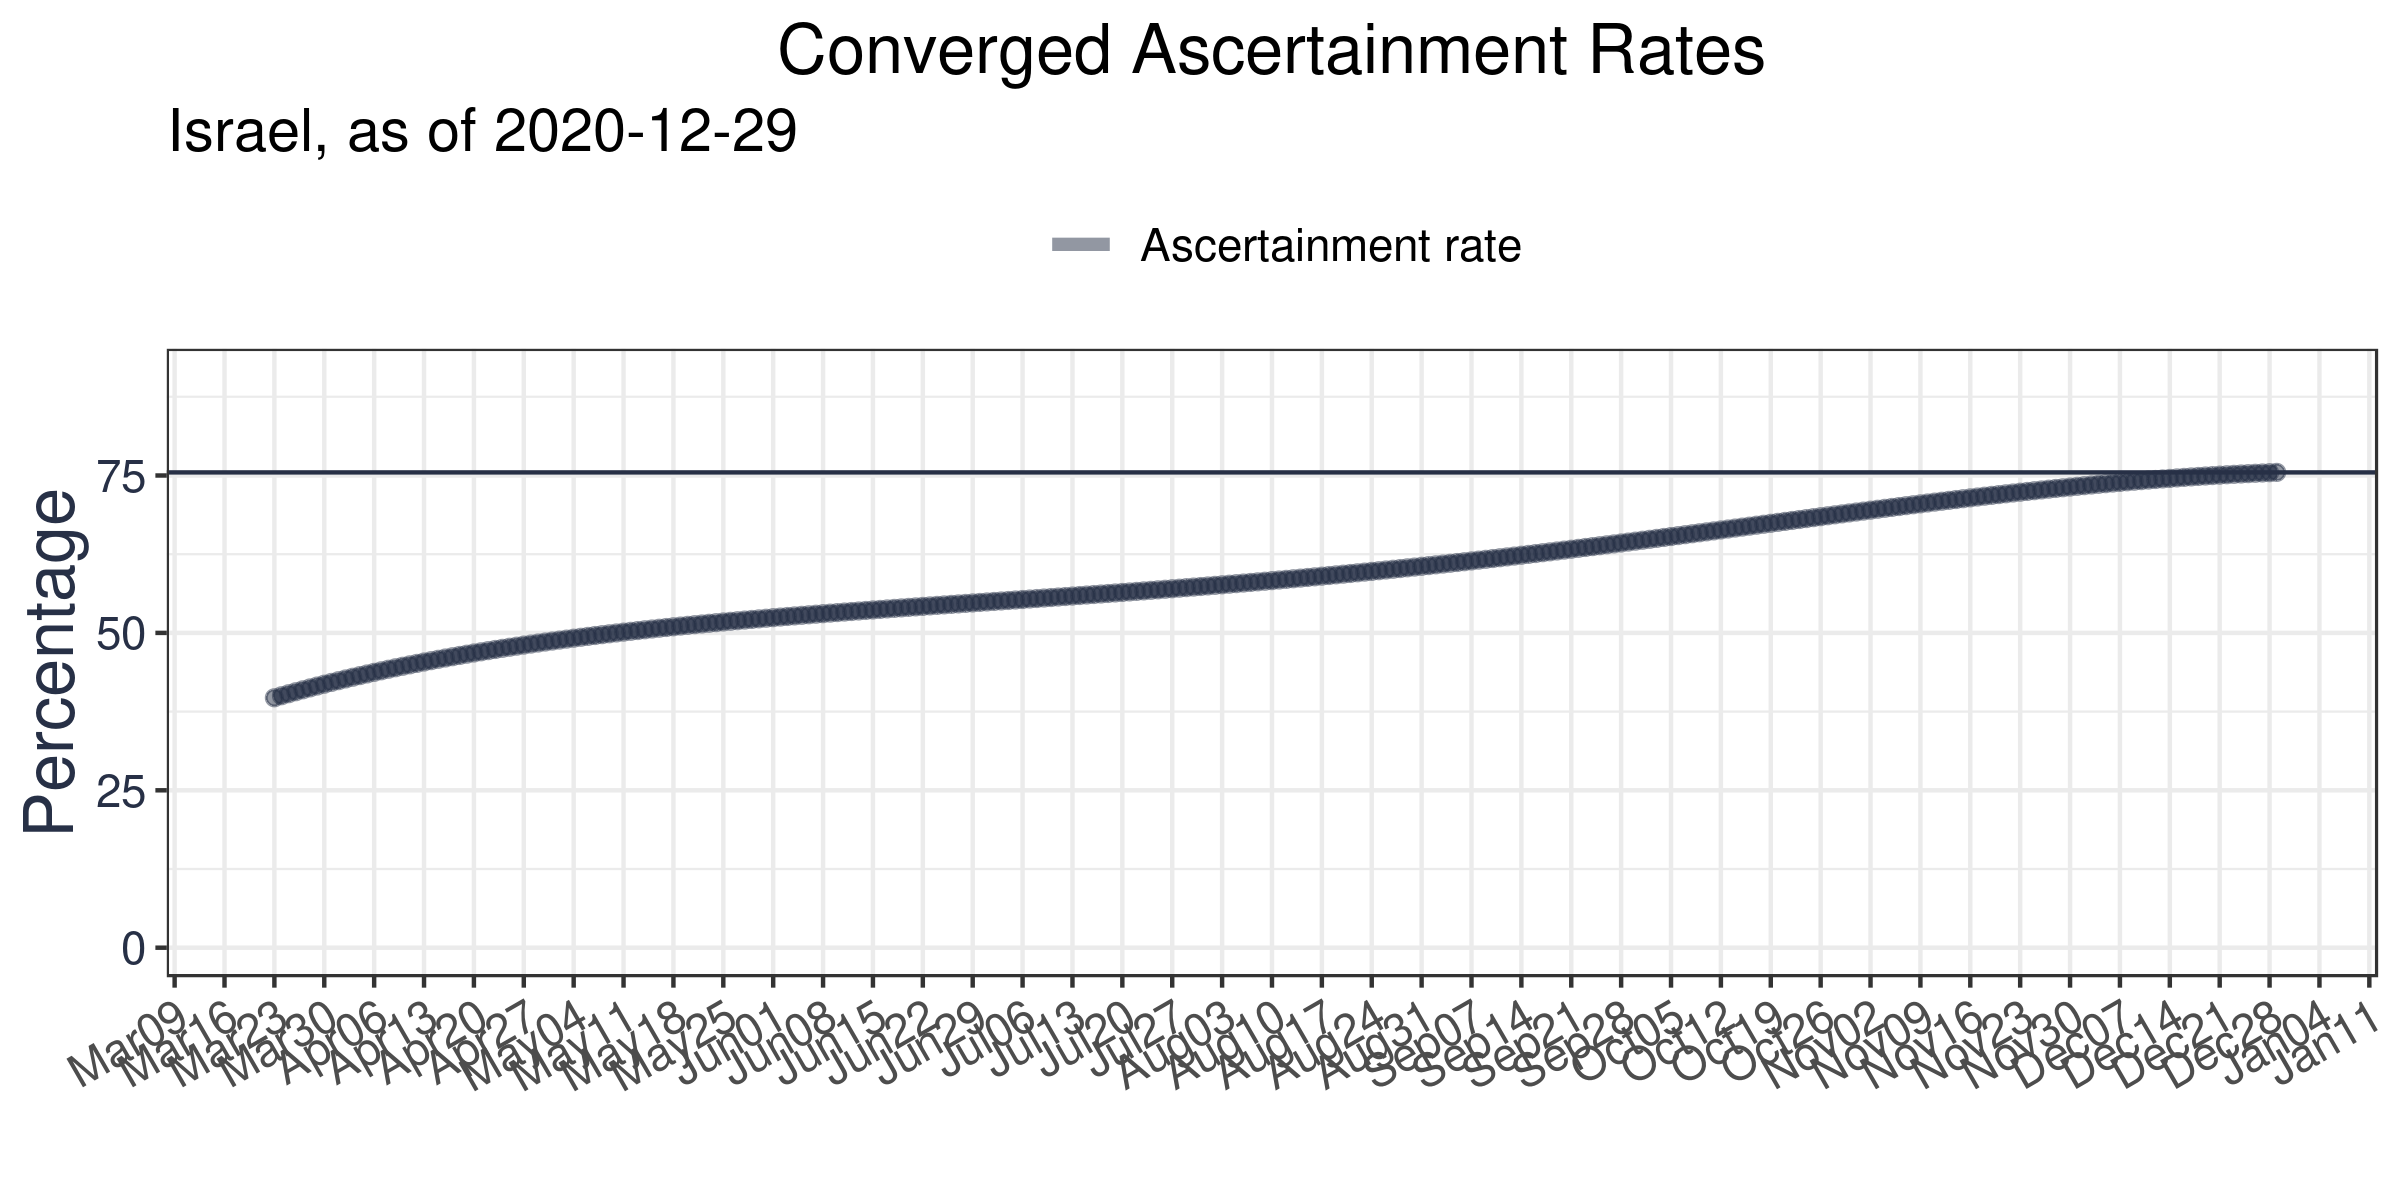 Converged Ascertainment Rates
Israel, as of 2020-12-29
Ascertainment rate
Percentage
75
50
25
0
Mar09
Mar16
Mar23
Mar30
Apr06
Apr13
Apr20
Apr27
May04
May11
May18
May25
Jun01
Jun08
Jun15
Jun22
Jun29
Jul06
Jul13
Jul20
Jul27
Aug03
Aug10
Aug17
Aug24
Aug31
Sep07
Sep14
Sep21
Sep28
Oct05
Oct12
Oct19
Oct26
Nov02
Nov09
Nov16
Nov23
Nov30
Dec07
Dec14
Dec21
Dec28
Jan04
Jan11